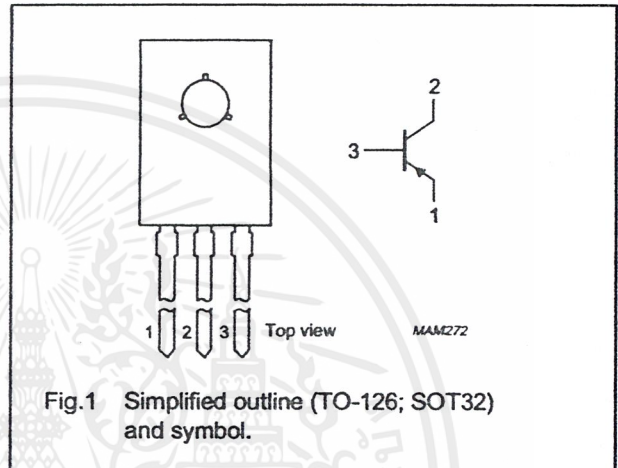 2
3
1
1 2 3 Top view MAM272
Fig.1 Simplified outline (TO-126; SOT32)
and symbol.